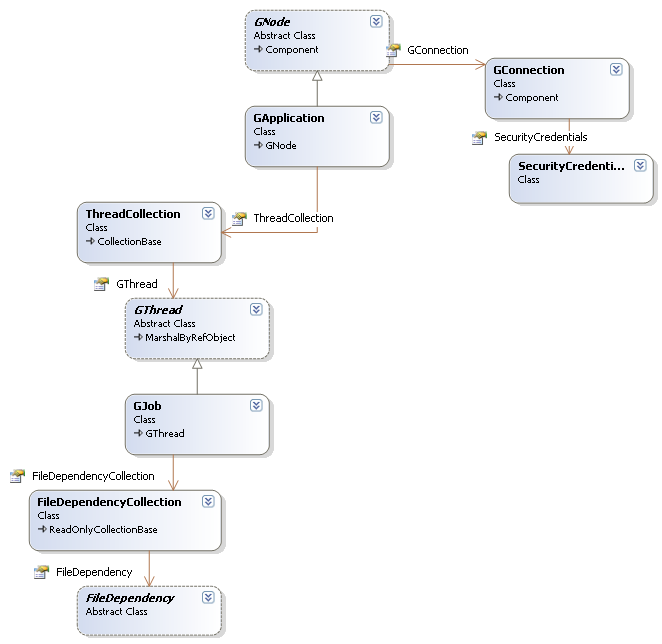 GNode
Abstract Class
Component
GConnection
GConnection
Class
Component
SecurityCredentials
SecurityCredenti...
Class
GApplication
Class
GNode
ThreadCollection
ThreadCollection
Class
CollectionBase
GThread
GThread
Abstract Class
MarshalByRefObject
GJob
Class
GThread
FileDependencyCollection
FileDependencyCollection
Class
ReadOnlyCollectionBase
FileDependency
FileDependency
Abstract Class